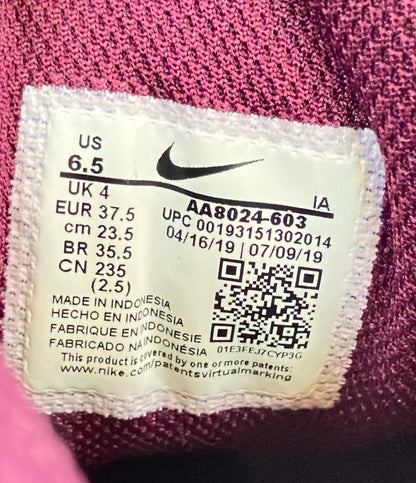 US
6.5
UK 4
EUR 37.5
cm 23.5
BR 35.5
CN 235
(2.5)
IA
AA8024-603
UPC 00193151302014
04/16/19 | 07/09/19
01E3FEJ7CYP3G
MADE IN INDONESIA
HECHO EN INDONESIA
FABRIQUE EN INDONESIE
FABRICADO NA INDONÉSIA
This product is covered by one or more patents:
www.nike.com/patentsvirtualmarking